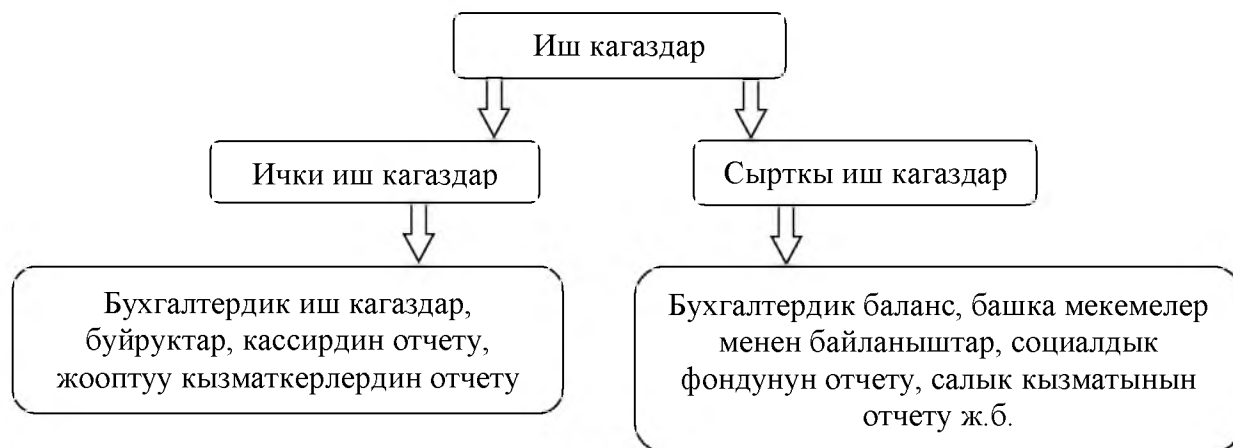 Иш кагаздар
Ички иш кагаздар
Сырткы иш кагаздар
Бухгалтердик иш кагаздар,
буйруктар, кассирдин отчету,
жооптуу кызматкерлердин отчету
Бухгалтердик баланс, башка мекемелер
менен байланыштар, социалдык
фондунун отчету, салык кызматынын
отчету ж.б.